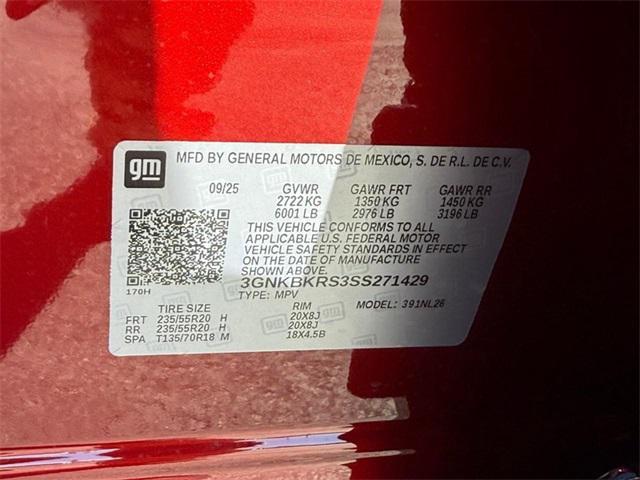 gm MFD BY GENERAL MOTORS DE MEXICO, S. DE R.L. DE C.V.
09/25 GVWR GAWR FRT GAWR RR
2722 KG 1350 KG 1450 KG
6001 LB 2976 LB 3196 LB
THIS VEHICLE CONFORMS TO ALL
APPLICABLE U.S. FEDERAL MOTOR
VEHICLE SAFETY STANDARDS IN EFFECT
ON THE DATE OF MANUFACTURE
SHOWN ABOVE.
3GNKBKRS3SS271429
170H
TYPE: MPV MODEL: 391NL26
TIRE SIZE RIM
FRT 235/55R20 H 20X8J
RR 235/55R20 H 20X8J
SPA T135/70R18 M 18X4.5B